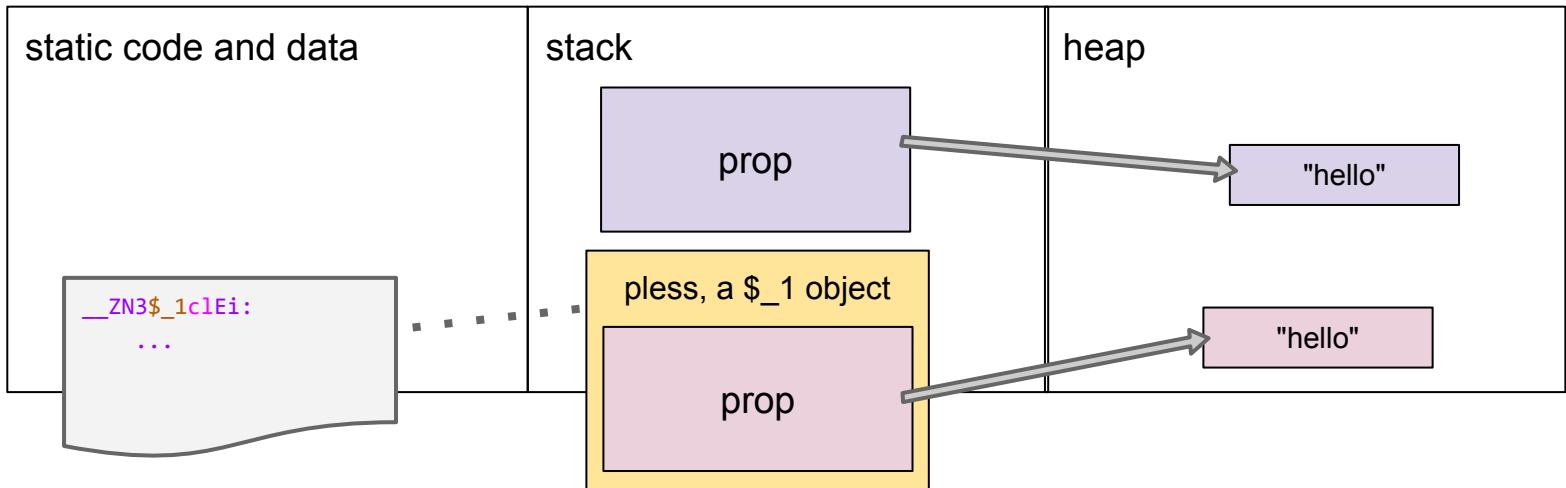 static code and data
stack
heap
prop
"hello"
__ZN3$_1clEi:
...
pless, a $_1 object
prop
"hello"